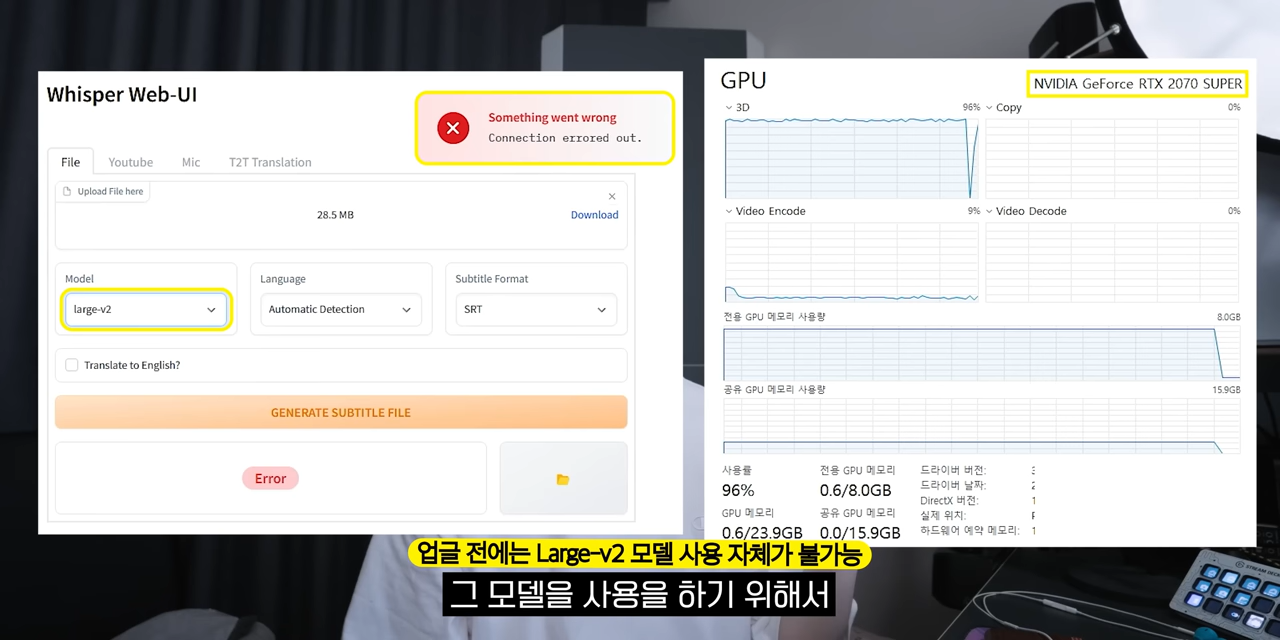 Whisper Web-UI
Something went wrong
Connection errored out.
File
Youtube
Mic
T2T Translation
Upload File here
28.5 MB
Download
Model
Language
Subtitle Format
large-v2
Automatic Detection
SRT
Translate to English?
GENERATE SUBTITLE FILE
Error
GPU
NVIDIA GeForce RTX 2070 SUPER
3D
96%
Copy
0%
Video Encode
9%
Video Decode
0%
전용 GPU 메모리 사용량
8.0GB
공유 GPU 메모리 사용량
15.9GB
사용률
전용 GPU 메모리
드라이버 버전:
96%
0.6/8.0GB
드라이버 날짜:
DirectX 버전:
GPU 메모리
공유 GPU 메모리
실제 위치:
0.6/23.9GB
0.0/15.9GB
하드웨어 예약 메모리:
업글 전에는 Large-v2 모델 사용 자체가 불가능
그 모델을 사용을 하기 위해서
STREAM DECK